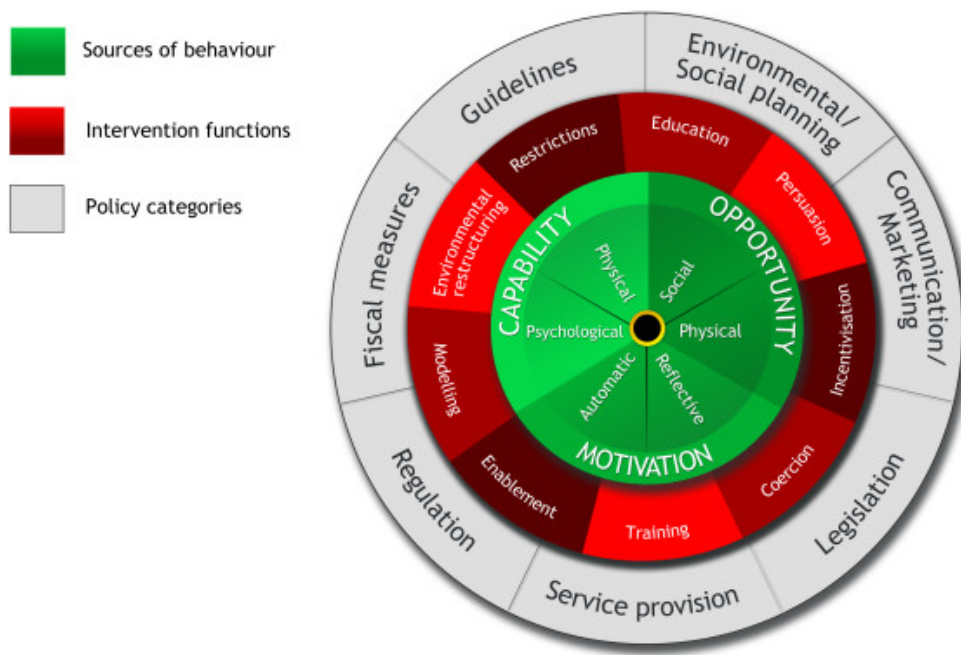 Sources of behaviour
Intervention functions
Policy categories
Guidelines
Environmental/
Social planning
Communication/
Marketing
Legislation
Service provision
Regulation
Fiscal measures
Restrictions
Education
Persuasion
Incentivisation
Coercion
Training
Enablement
Modelling
Environmental
restructuring
CAPABILITY
OPPORTUNITY
MOTIVATION
Physical
Social
Psychological
Physical
Automatic
Reflective